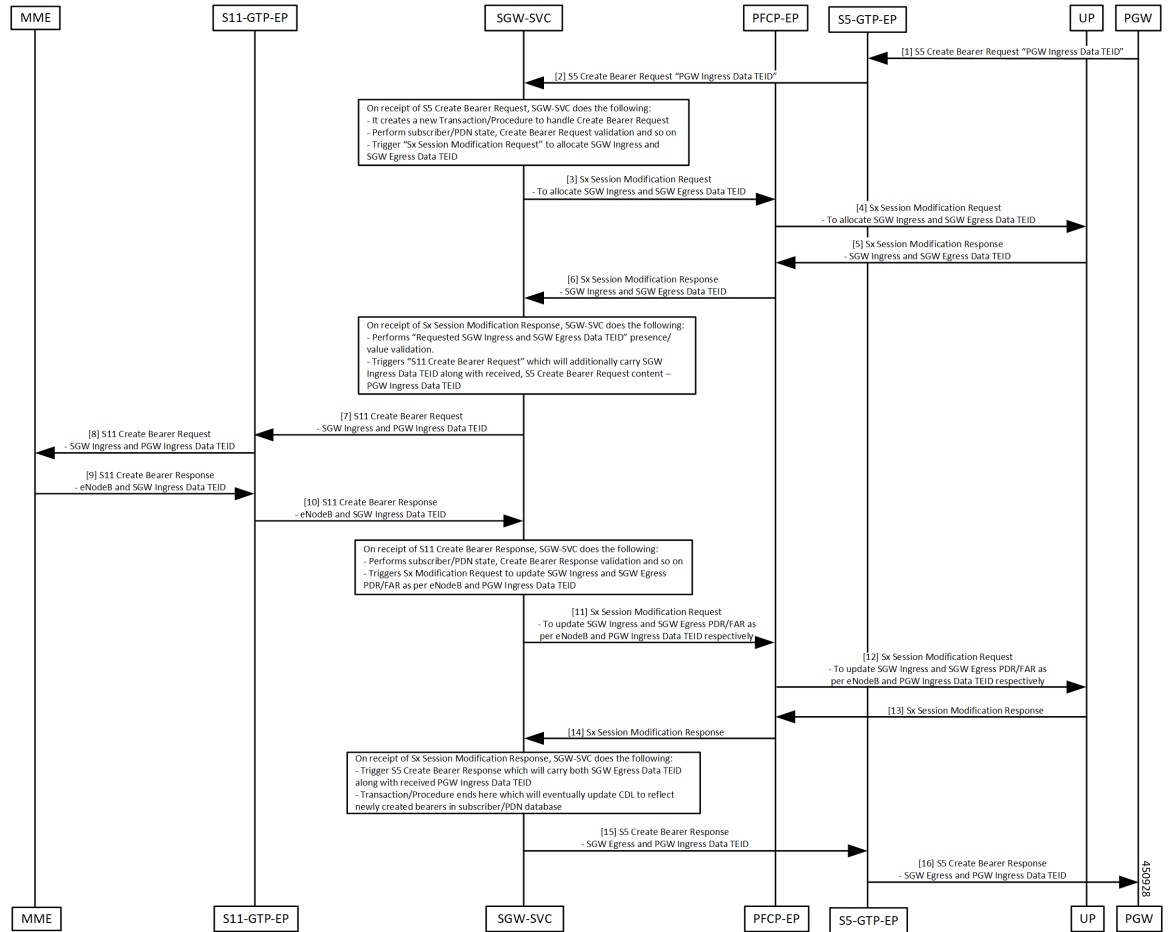 MME
S11-GTP-EP
SGW-SVC
PFCP-EP
S5-GTP-EP
UP
PGW
[1] S5 Create Bearer Request “PGW Ingress Data TEID”
[2] S5 Create Bearer Request “PGW Ingress Data TEID”
On receipt of S5 Create Bearer Request, SGW-SVC does the following:
- It creates a new Transaction/Procedure to handle Create Bearer Request
- Perform subscriber/PDN state, Create Bearer Request validation and so on
- Trigger “Sx Session Modification Request” to allocate SGW Ingress and
SGW Egress Data TEID
[3] Sx Session Modification Request
- To allocate SGW Ingress and SGW Egress Data TEID
[4] Sx Session Modification Request
- To allocate SGW Ingress and SGW Egress Data TEID
[5] Sx Session Modification Response
- SGW Ingress and SGW Egress Data TEID
[6] Sx Session Modification Response
- SGW Ingress and SGW Egress Data TEID
On receipt of Sx Session Modification Response, SGW-SVC does the following:
- Performs “Requested SGW Ingress and SGW Egress Data TEID” presence/
value validation.
- Triggers “S11 Create Bearer Request” which will additionally carry SGW
Ingress Data TEID along with received, S5 Create Bearer Request content –
PGW Ingress Data TEID
[7] S11 Create Bearer Request
- SGW Ingress and PGW Ingress Data TEID
[8] S11 Create Bearer Request
- SGW Ingress and PGW Ingress Data TEID
[9] S11 Create Bearer Response
- eNodeB and SGW Ingress Data TEID
[10] S11 Create Bearer Response
- eNodeB and SGW Ingress Data TEID
On receipt of S11 Create Bearer Response, SGW-SVC does the following:
- Performs subscriber/PDN state, Create Bearer Response validation and so on
- Triggers Sx Modification Request to update SGW Ingress and SGW Egress
PDR/FAR as per eNodeB and PGW Ingress Data TEID
[11] Sx Session Modification Request
- To update SGW Ingress and SGW Egress PDR/FAR as
per eNodeB and PGW Ingress Data TEID respectively
[12] Sx Session Modification Request
- To update SGW Ingress and SGW Egress PDR/FAR as
per eNodeB and PGW Ingress Data TEID respectively
[13] Sx Session Modification Response
[14] Sx Session Modification Response
On receipt of Sx Session Modification Response, SGW-SVC does the following:
- Trigger S5 Create Bearer Response which will carry both SGW Egress Data TEID
along with received PGW Ingress Data TEID
- Transaction/Procedure ends here which will eventually update CDL to reflect
newly created bearers in subscriber/PDN database
[15] S5 Create Bearer Response
- SGW Egress and PGW Ingress Data TEID
[16] S5 Create Bearer Response
- SGW Egress and PGW Ingress Data TEID
450928
MME
S11-GTP-EP
SGW-SVC
PFCP-EP
S5-GTP-EP
UP
PGW